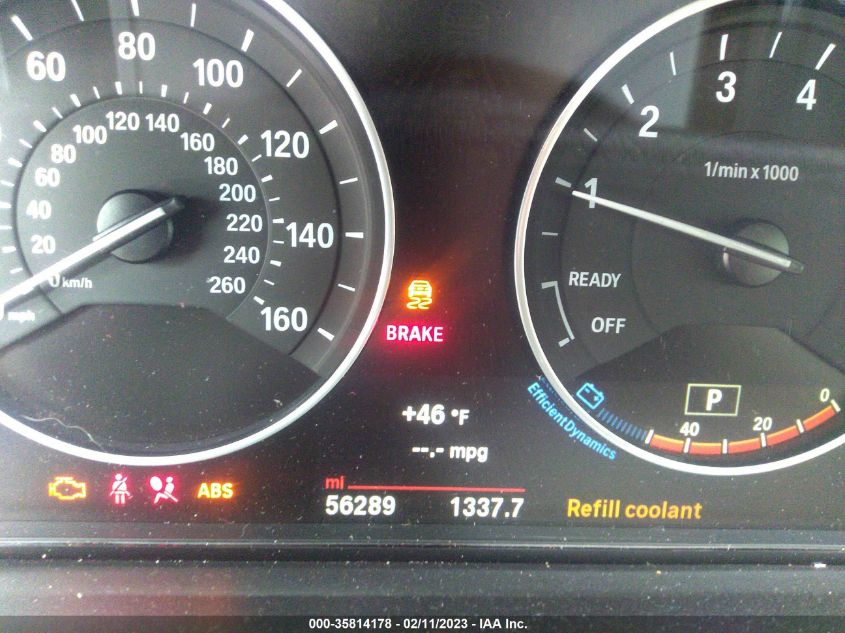 60
80
100
120
140
160
0 km/h
20
40
60
80
100
120
140
160
180
200
220
240
260
mph
BRAKE
+46 °F
--.- mpg
mi
56289 1337.7
ABS
1
2
3
4
1/min x 1000
READY
OFF
P
EfficientDynamics
40
20
0
Refill coolant
000-35814178 - 02/11/2023 - IAA Inc.